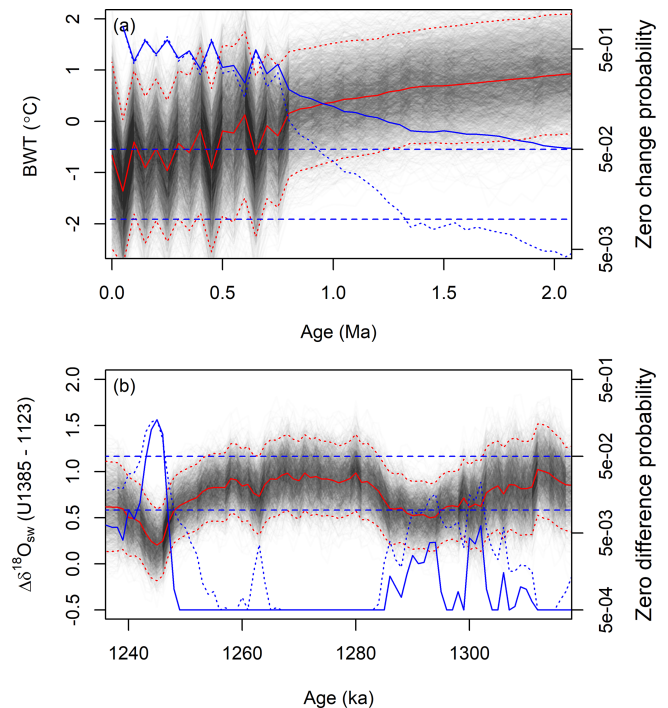 (a)
2
1
0
-1
-2
BWT (°C)
5e-01
5e-02
5e-03
Zero change probability
0.0 0.5 1.0 1.5 2.0
Age (Ma)
(b)
2.0
1.5
1.0
0.5
0.0
-0.5
Δδ¹⁸Osw (U1385 - 1123)
5e-01
5e-02
5e-03
5e-04
Zero difference probability
1240 1260 1280 1300
Age (ka)